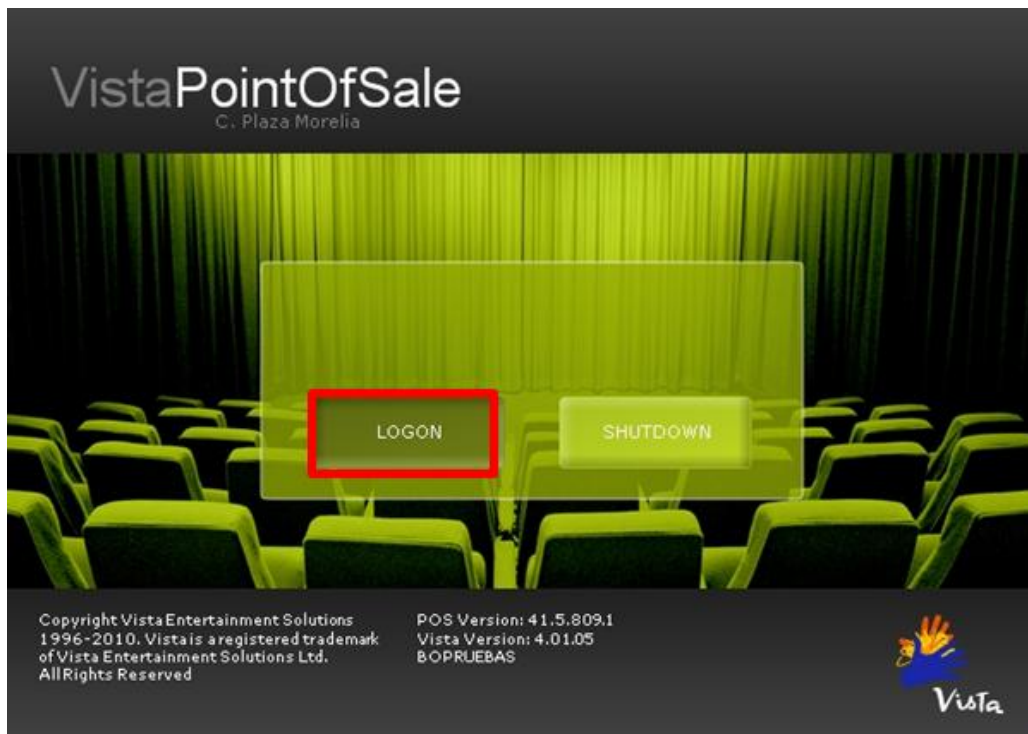 VistaPointOfSale
C. Plaza Morelia
LOGON
SHUTDOWN
Copyright Vista Entertainment Solutions
1996-2010. Vista is a registered trademark
of Vista Entertainment Solutions Ltd.
All Rights Reserved
POS Version: 41.5.809.1
Vista Version: 4.01.05
BOPRUEBAS
Vista